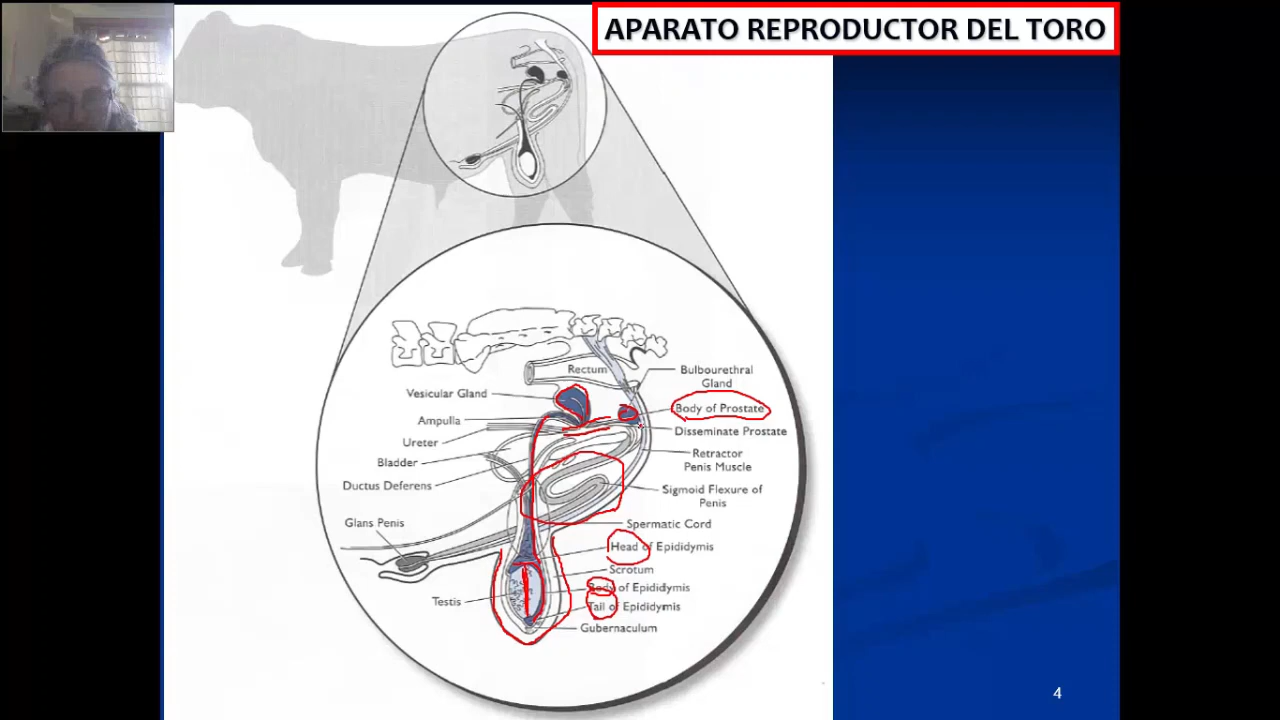 APARATO REPRODUCTOR DEL TORO
Rectum
Bulbourethral
Gland
Vesicular Gland
Body of Prostate
Ampulla
Disseminate Prostate
Ureter
Retractor
Penis Muscle
Bladder
Ductus Deferens
Sigmoid Flexure of
Penis
Glans Penis
Spermatic Cord
Head of Epididymis
Scrotum
Body of Epididymis
Testis
Tail of Epididymis
Gubernaculum
4